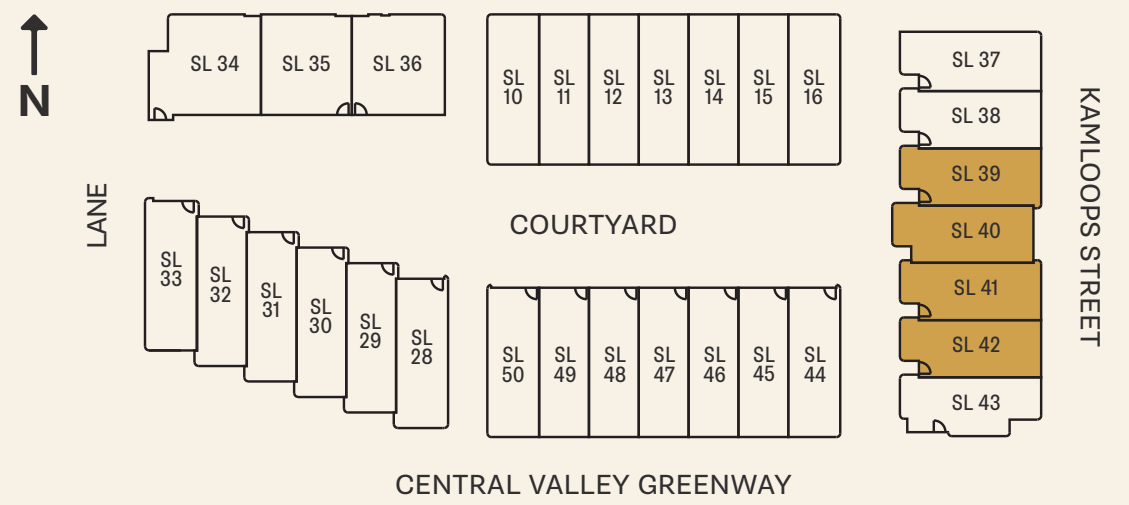 N
SL 34
SL 35
SL 36
SL
10
SL
11
SL
12
SL
13
SL
14
SL
15
SL
16
SL 37
SL 38
SL 39
SL 40
SL 41
SL 42
SL 43
KAMLOOPS STREET
LANE
COURTYARD
SL
33
SL
32
SL
31
SL
30
SL
29
SL
28
SL
50
SL
49
SL
48
SL
47
SL
46
SL
45
SL
44
CENTRAL VALLEY GREENWAY